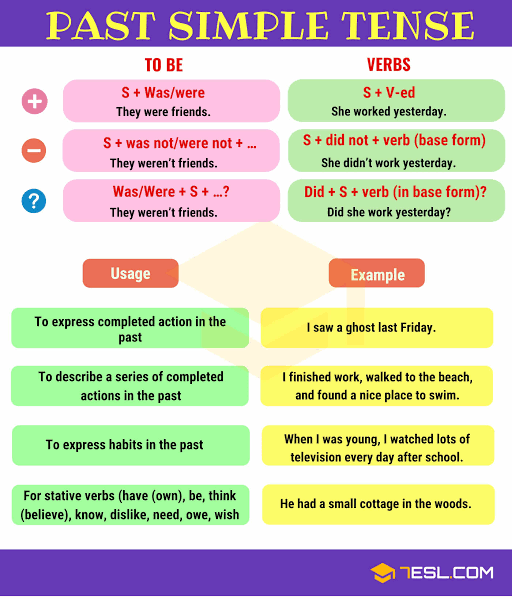 PAST SIMPLE TENSE
TO BE
VERBS
S + Was/were
They were friends.
S + V-ed
She worked yesterday.
S + was not/were not + ...
They weren't friends.
S + did not + verb (base form)
She didn't work yesterday.
?
Was/Were + S + ...?
They weren't friends.
Did + S + verb (in base form)?
Did she work yesterday?
Usage
Example
To express completed action in the
past
I saw a ghost last Friday.
To describe a series of completed
actions in the past
I finished work, walked to the beach,
and found a nice place to swim.
To express habits in the past
When I was young, I watched lots of
television every day after school.
For stative verbs (have (own), be, think
(believe), know, dislike, need, owe, wish
He had a small cottage in the woods.
7ESL.COM